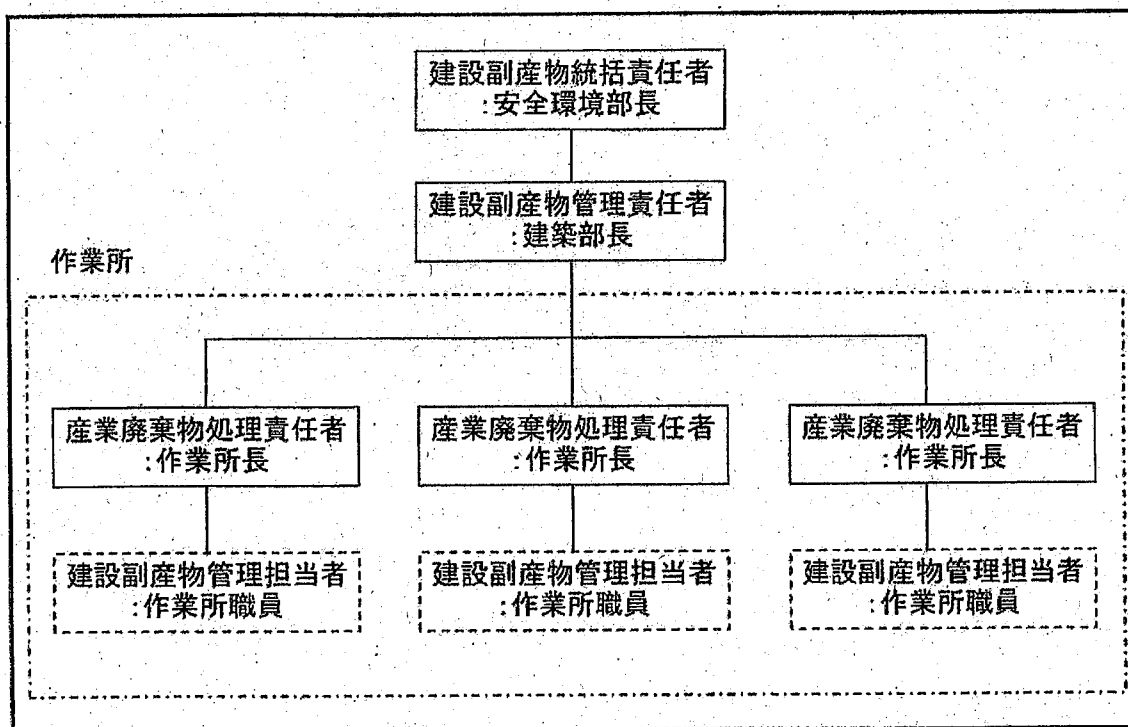 建設副産物統括責任者
:安全環境部長
建設副産物管理責任者
:建築部長
作業所
産業廃棄物処理責任者
:作業所長
産業廃棄物処理責任者
:作業所長
産業廃棄物処理責任者
:作業所長
建設副産物管理担当者
:作業所職員
建設副産物管理担当者
:作業所職員
建設副産物管理担当者
:作業所職員